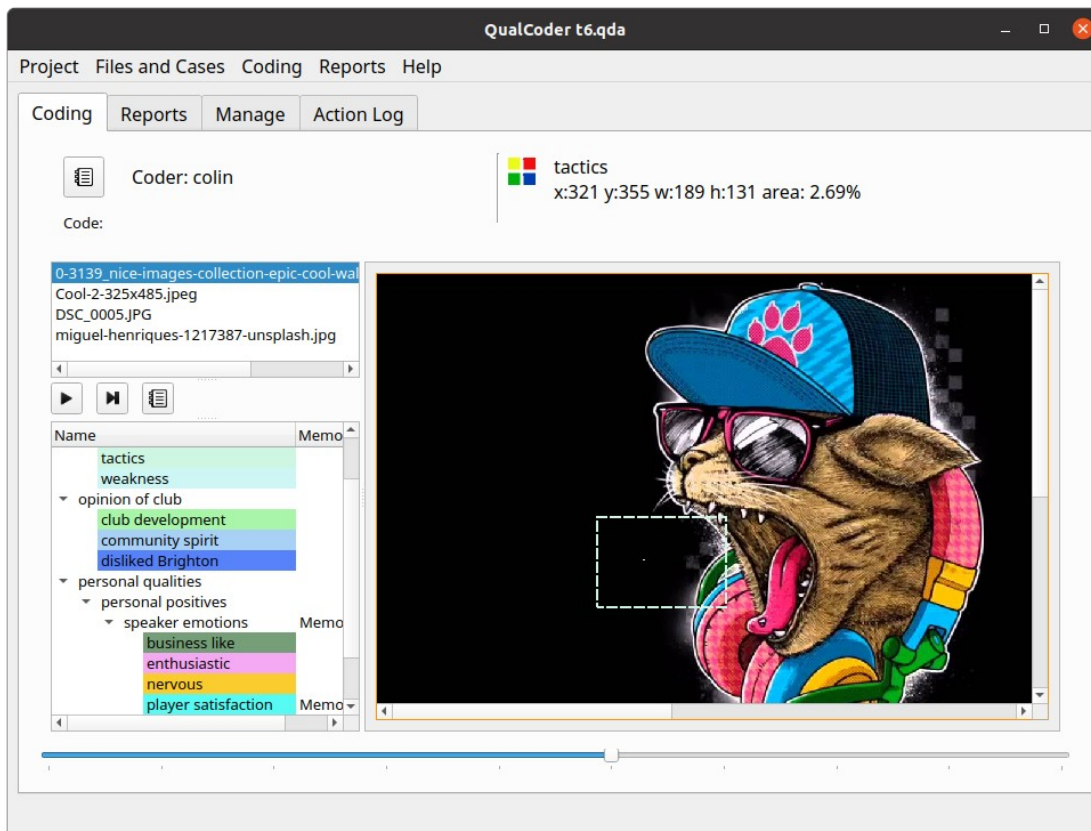 QualCoder t6.qda
Project Files and Cases Coding Reports Help
Coding Reports Manage Action Log
Coder: colin
tactics
x:321 y:355 w:189 h:131 area: 2.69%
Code:
0-3139_nice-images-collection-epic-cool-wal
Cool-2-325x485.jpeg
DSC_0005.JPG
miguel-henriques-1217387-unsplash.jpg
Name Memo
tactics
weakness
opinion of club
club development
community spirit
disliked Brighton
personal qualities
personal positives
speaker emotions Memo
business like
enthusiastic
nervous
player satisfaction Memo